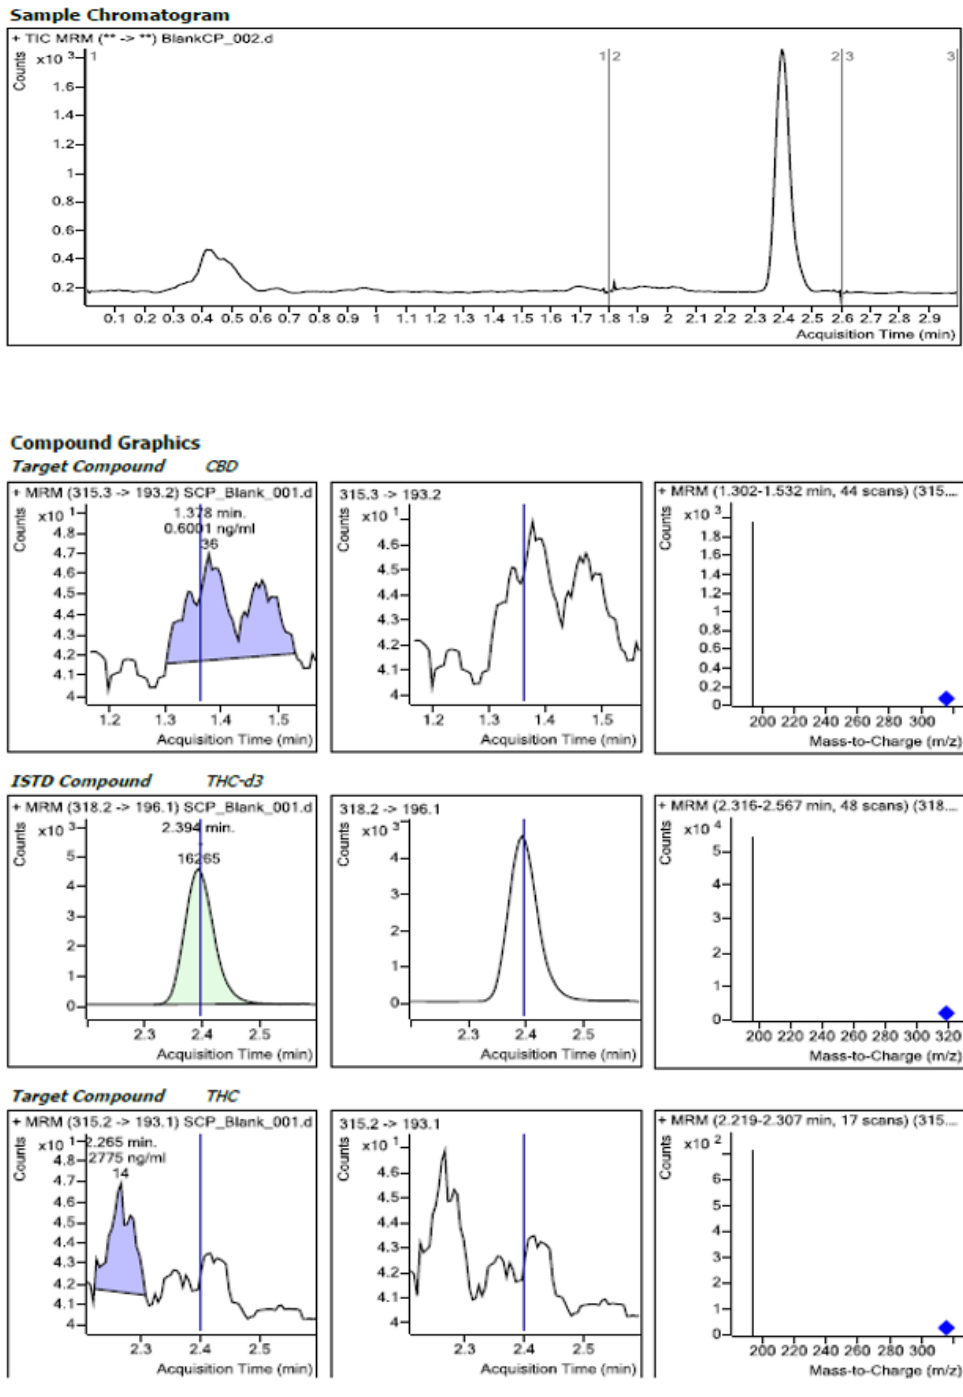 Sample Chromatogram
+ TIC MRM (** -> **) BlankCP_002.d
Counts
x10 3
1 1 2 2 3 3
1.6
1.4
1.2
1
0.8
0.6
0.4
0.2
0.1 0.2 0.3 0.4 0.5 0.6 0.7 0.8 0.9 1 1.1 1.2 1.3 1.4 1.5 1.6 1.7 1.8 1.9 2 2.1 2.2 2.3 2.4 2.5 2.6 2.7 2.8 2.9
Acquisition Time (min)
Compound Graphics
Target Compound CBD
+ MRM (315.3 -> 193.2) SCP_Blank_001.d
Counts
x10 1
1.378 min.
0.6001 ng/ml
36
4.8
4.7
4.6
4.5
4.4
4.3
4.2
4.1
4
1.2 1.3 1.4 1.5
Acquisition Time (min)
315.3 -> 193.2
Counts
x10 1
4.6
4.5
4.4
4.3
4.2
4.1
4
1.2 1.3 1.4 1.5
Acquisition Time (min)
+ MRM (1.302-1.532 min, 44 scans) (315....
Counts
x10 3
1.8
1.6
1.4
1.2
1
0.8
0.6
0.4
0.2
0
200 220 240 260 280 300
Mass-to-Charge (m/z)
ISTD Compound THC-d3
+ MRM (318.2 -> 196.1) SCP_Blank_001.d
Counts
x10 3
2.394 min.
16265
5
4
3
2
1
0
2.3 2.4 2.5
Acquisition Time (min)
318.2 -> 196.1
Counts
x10 3
4
3
2
1
0
2.3 2.4 2.5
Acquisition Time (min)
+ MRM (2.316-2.567 min, 48 scans) (318....
Counts
x10 4
5
4
3
2
1
0
200 220 240 260 280 300 320
Mass-to-Charge (m/z)
Target Compound THC
+ MRM (315.2 -> 193.1) SCP_Blank_001.d
Counts
x10 1
2.265 min.
2775 ng/ml
14
4.8
4.7
4.6
4.5
4.4
4.3
4.2
4.1
4
2.3 2.4 2.5
Acquisition Time (min)
315.2 -> 193.1
Counts
x10 1
4.6
4.5
4.4
4.3
4.2
4.1
4
2.3 2.4 2.5
Acquisition Time (min)
+ MRM (2.219-2.307 min, 17 scans) (315....
Counts
x10 2
6
5
4
3
2
1
0
200 220 240 260 280 300
Mass-to-Charge (m/z)